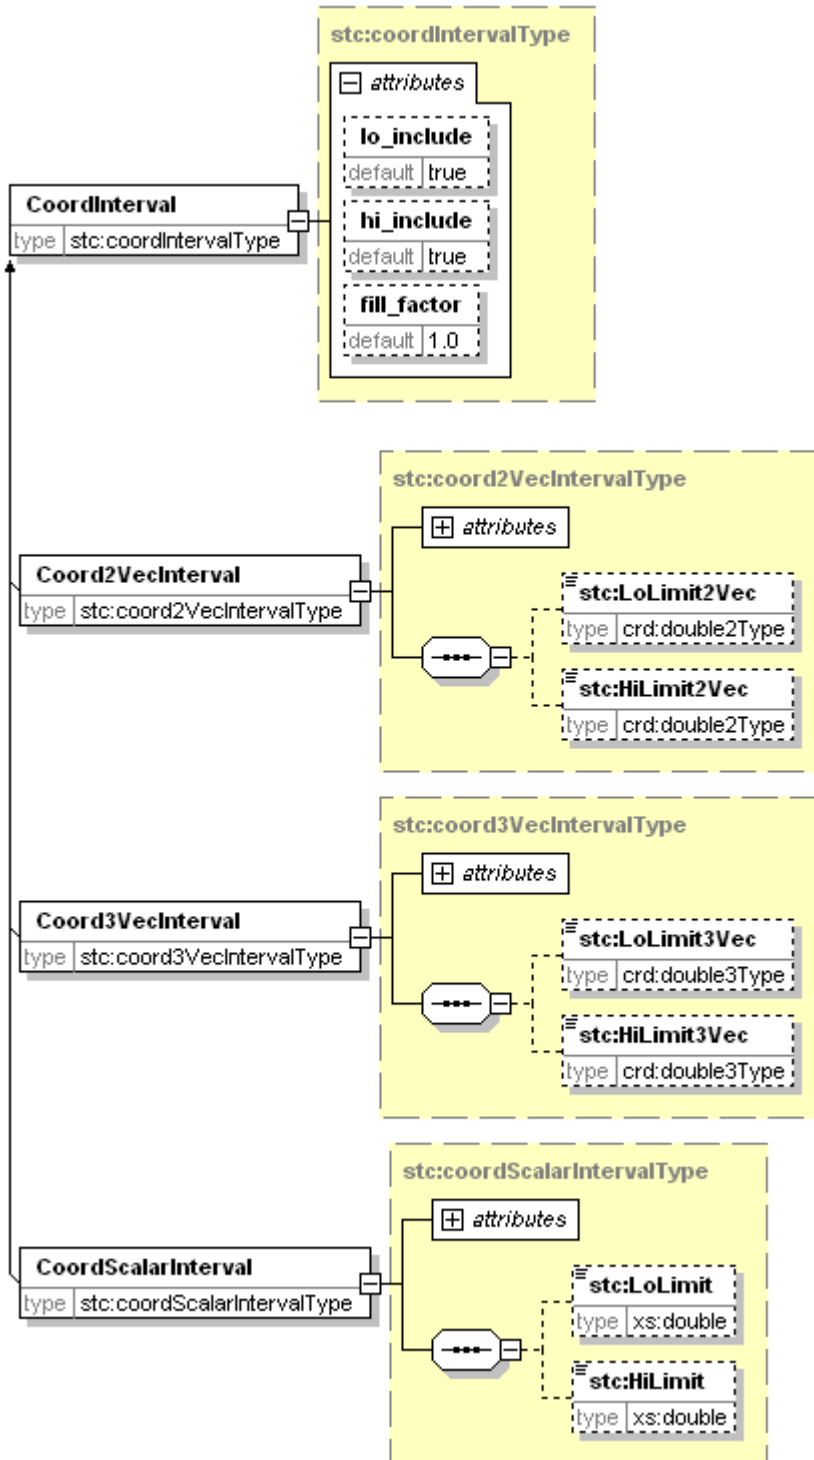 stc:coordIntervalType
attributes
lo_include
default true
CoordInterval
type stc:coordIntervalType
hi_include
default true
fill_factor
default 1.0
stc:coord2VecIntervalType
attributes
Coord2VecInterval
type stc:coord2VecIntervalType
stc:LoLimit2Vec
type crd:double2Type
stc:HiLimit2Vec
type crd:double2Type
stc:coord3VecIntervalType
attributes
Coord3VecInterval
type stc:coord3VecIntervalType
stc:LoLimit3Vec
type crd:double3Type
stc:HiLimit3Vec
type crd:double3Type
stc:coordScalarIntervalType
attributes
CoordScalarInterval
type stc:coordScalarIntervalType
stc:LoLimit
type xs:double
stc:HiLimit
type xs:double